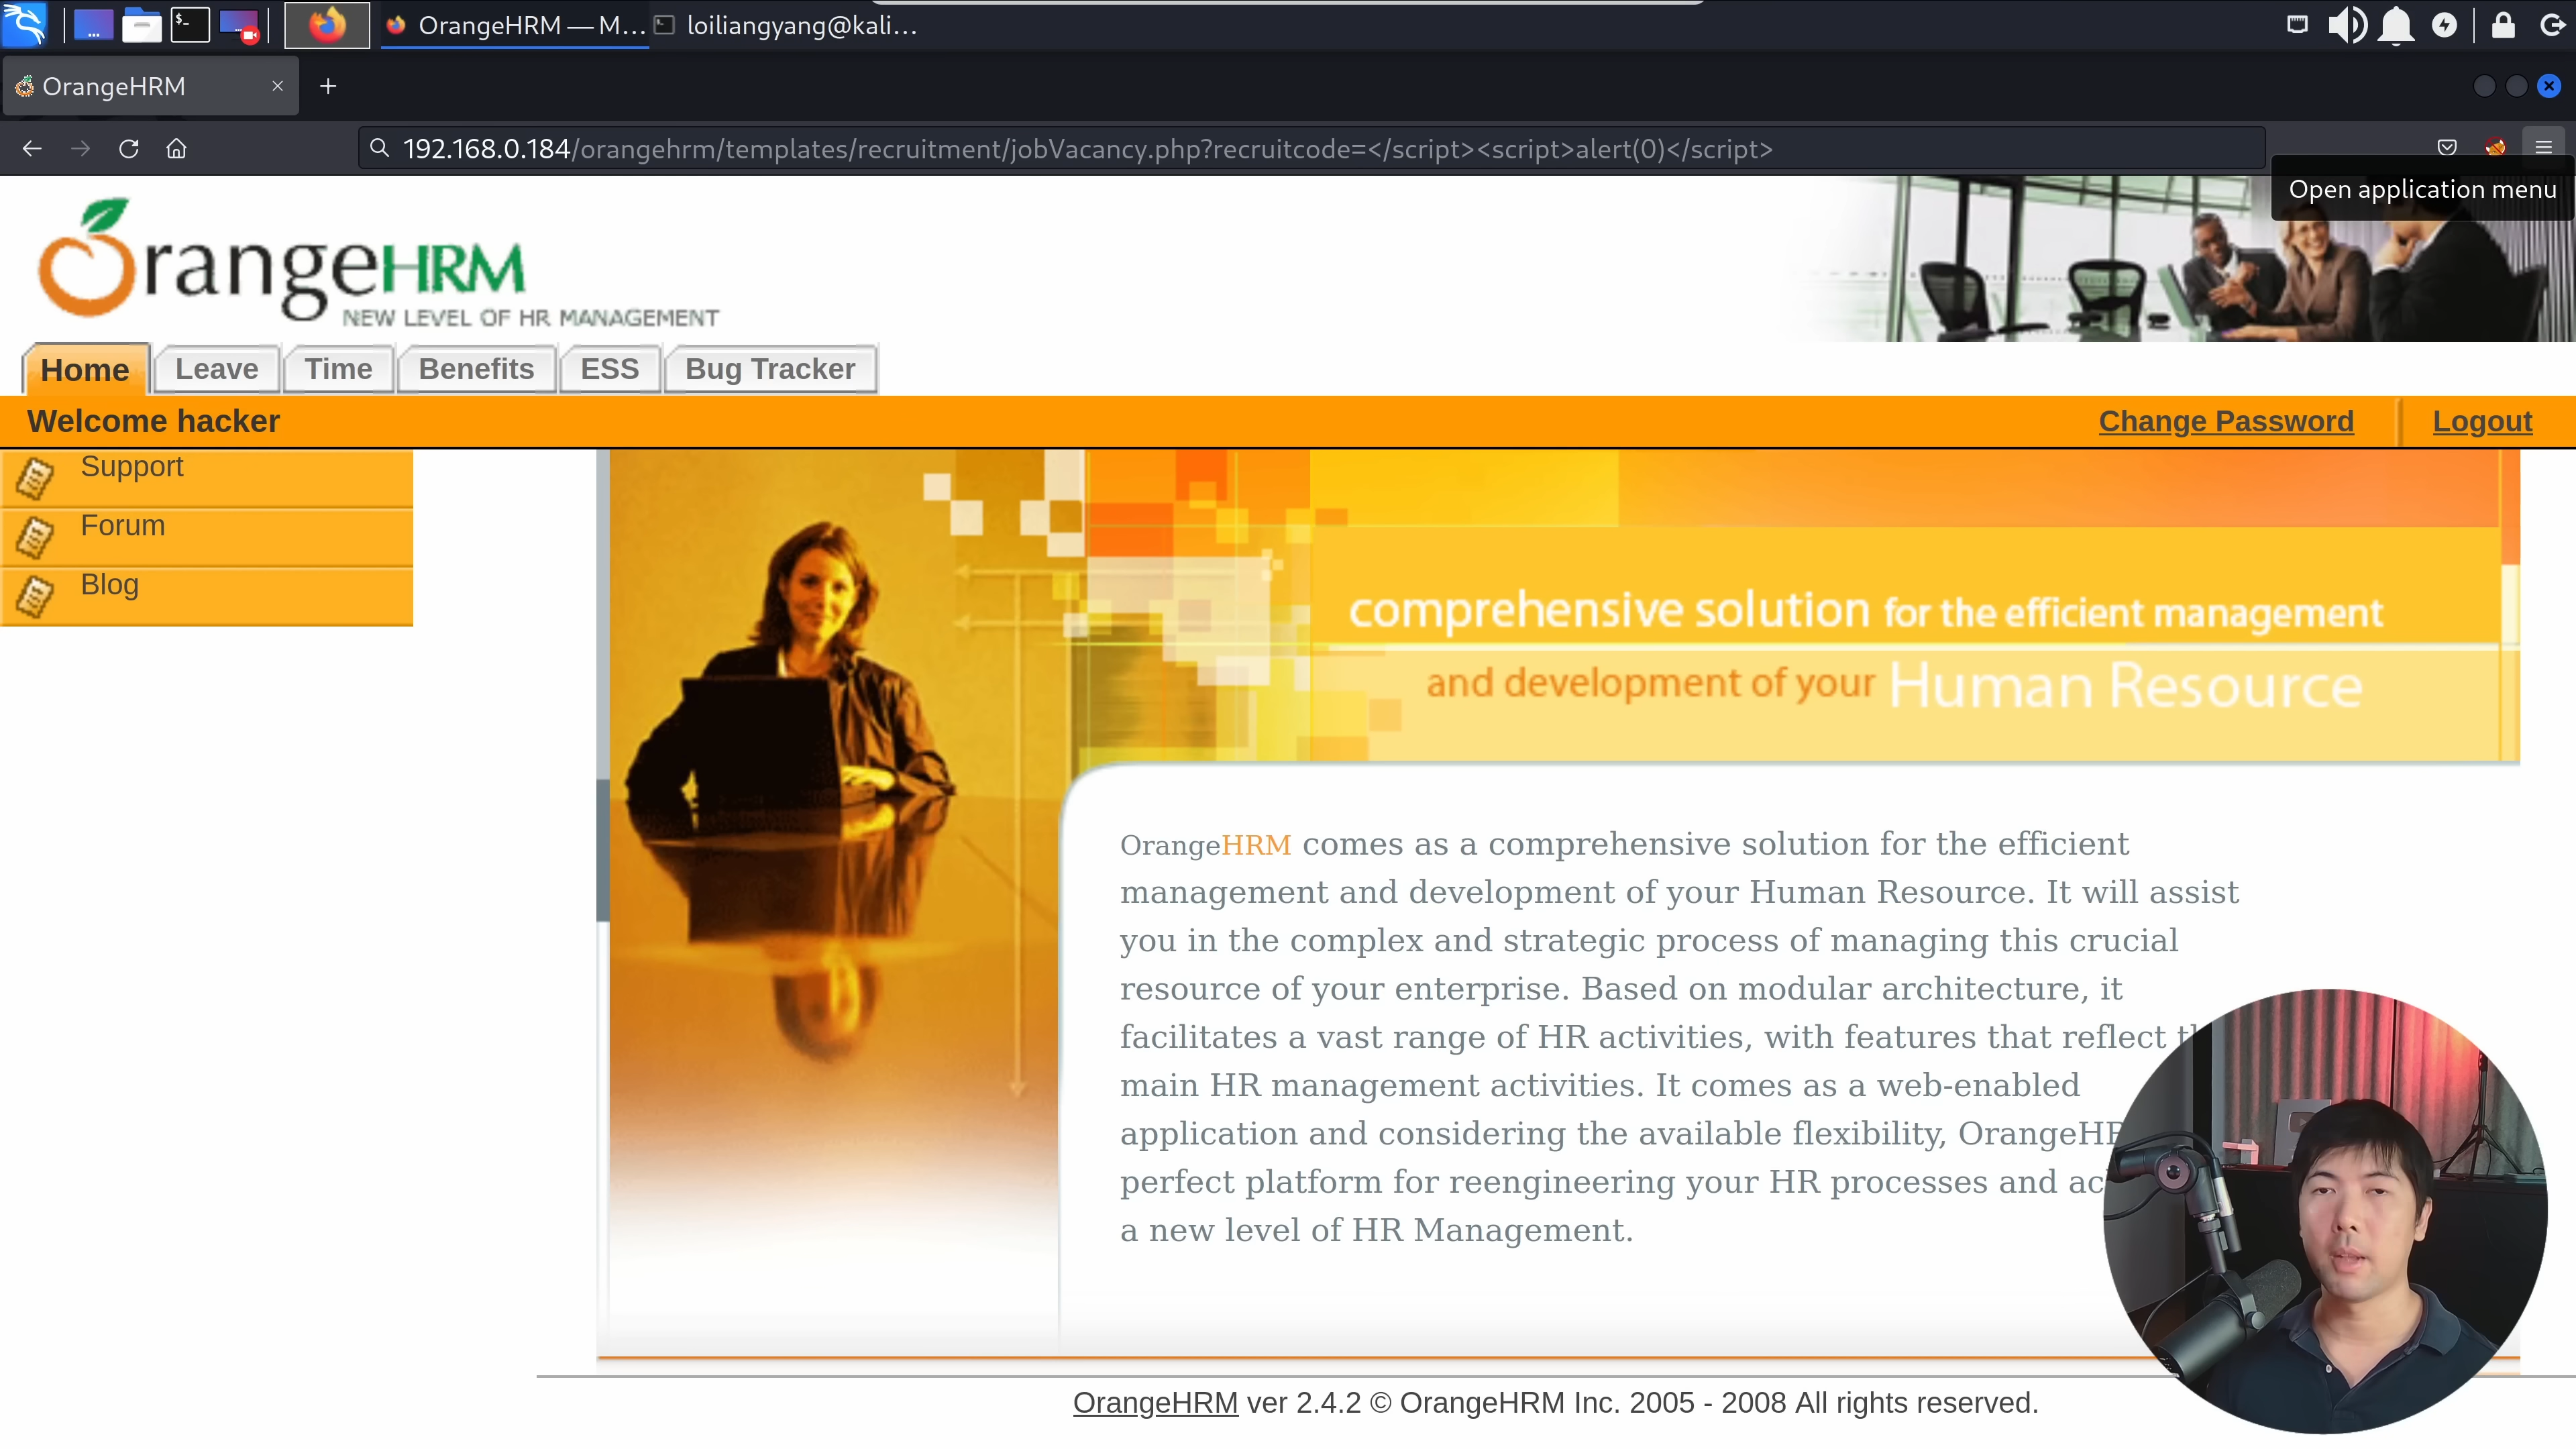 OrangeHRM — M...
loiliangyang@kali...
OrangeHRM
192.168.0.184/orangehrm/templates/recruitment/jobVacancy.php?recruitcode=</script><script>alert(0)</script>
Open application menu
OrangeHRM
NEW LEVEL OF HR MANAGEMENT
Home Leave Time Benefits ESS Bug Tracker
Welcome hacker Change Password Logout
Support
Forum
Blog
comprehensive solution for the efficient management
and development of your Human Resource
OrangeHRM comes as a comprehensive solution for the efficient
management and development of your Human Resource. It will assist
you in the complex and strategic process of managing this crucial
resource of your enterprise. Based on modular architecture, it
facilitates a vast range of HR activities, with features that reflect
main HR management activities. It comes as a web-enabled
application and considering the available flexibility,
perfect platform for reengineering your HR processes and
a new level of HR Management.
OrangeHRM ver 2.4.2 © OrangeHRM Inc. 2005 - 2008 All rights reserved.